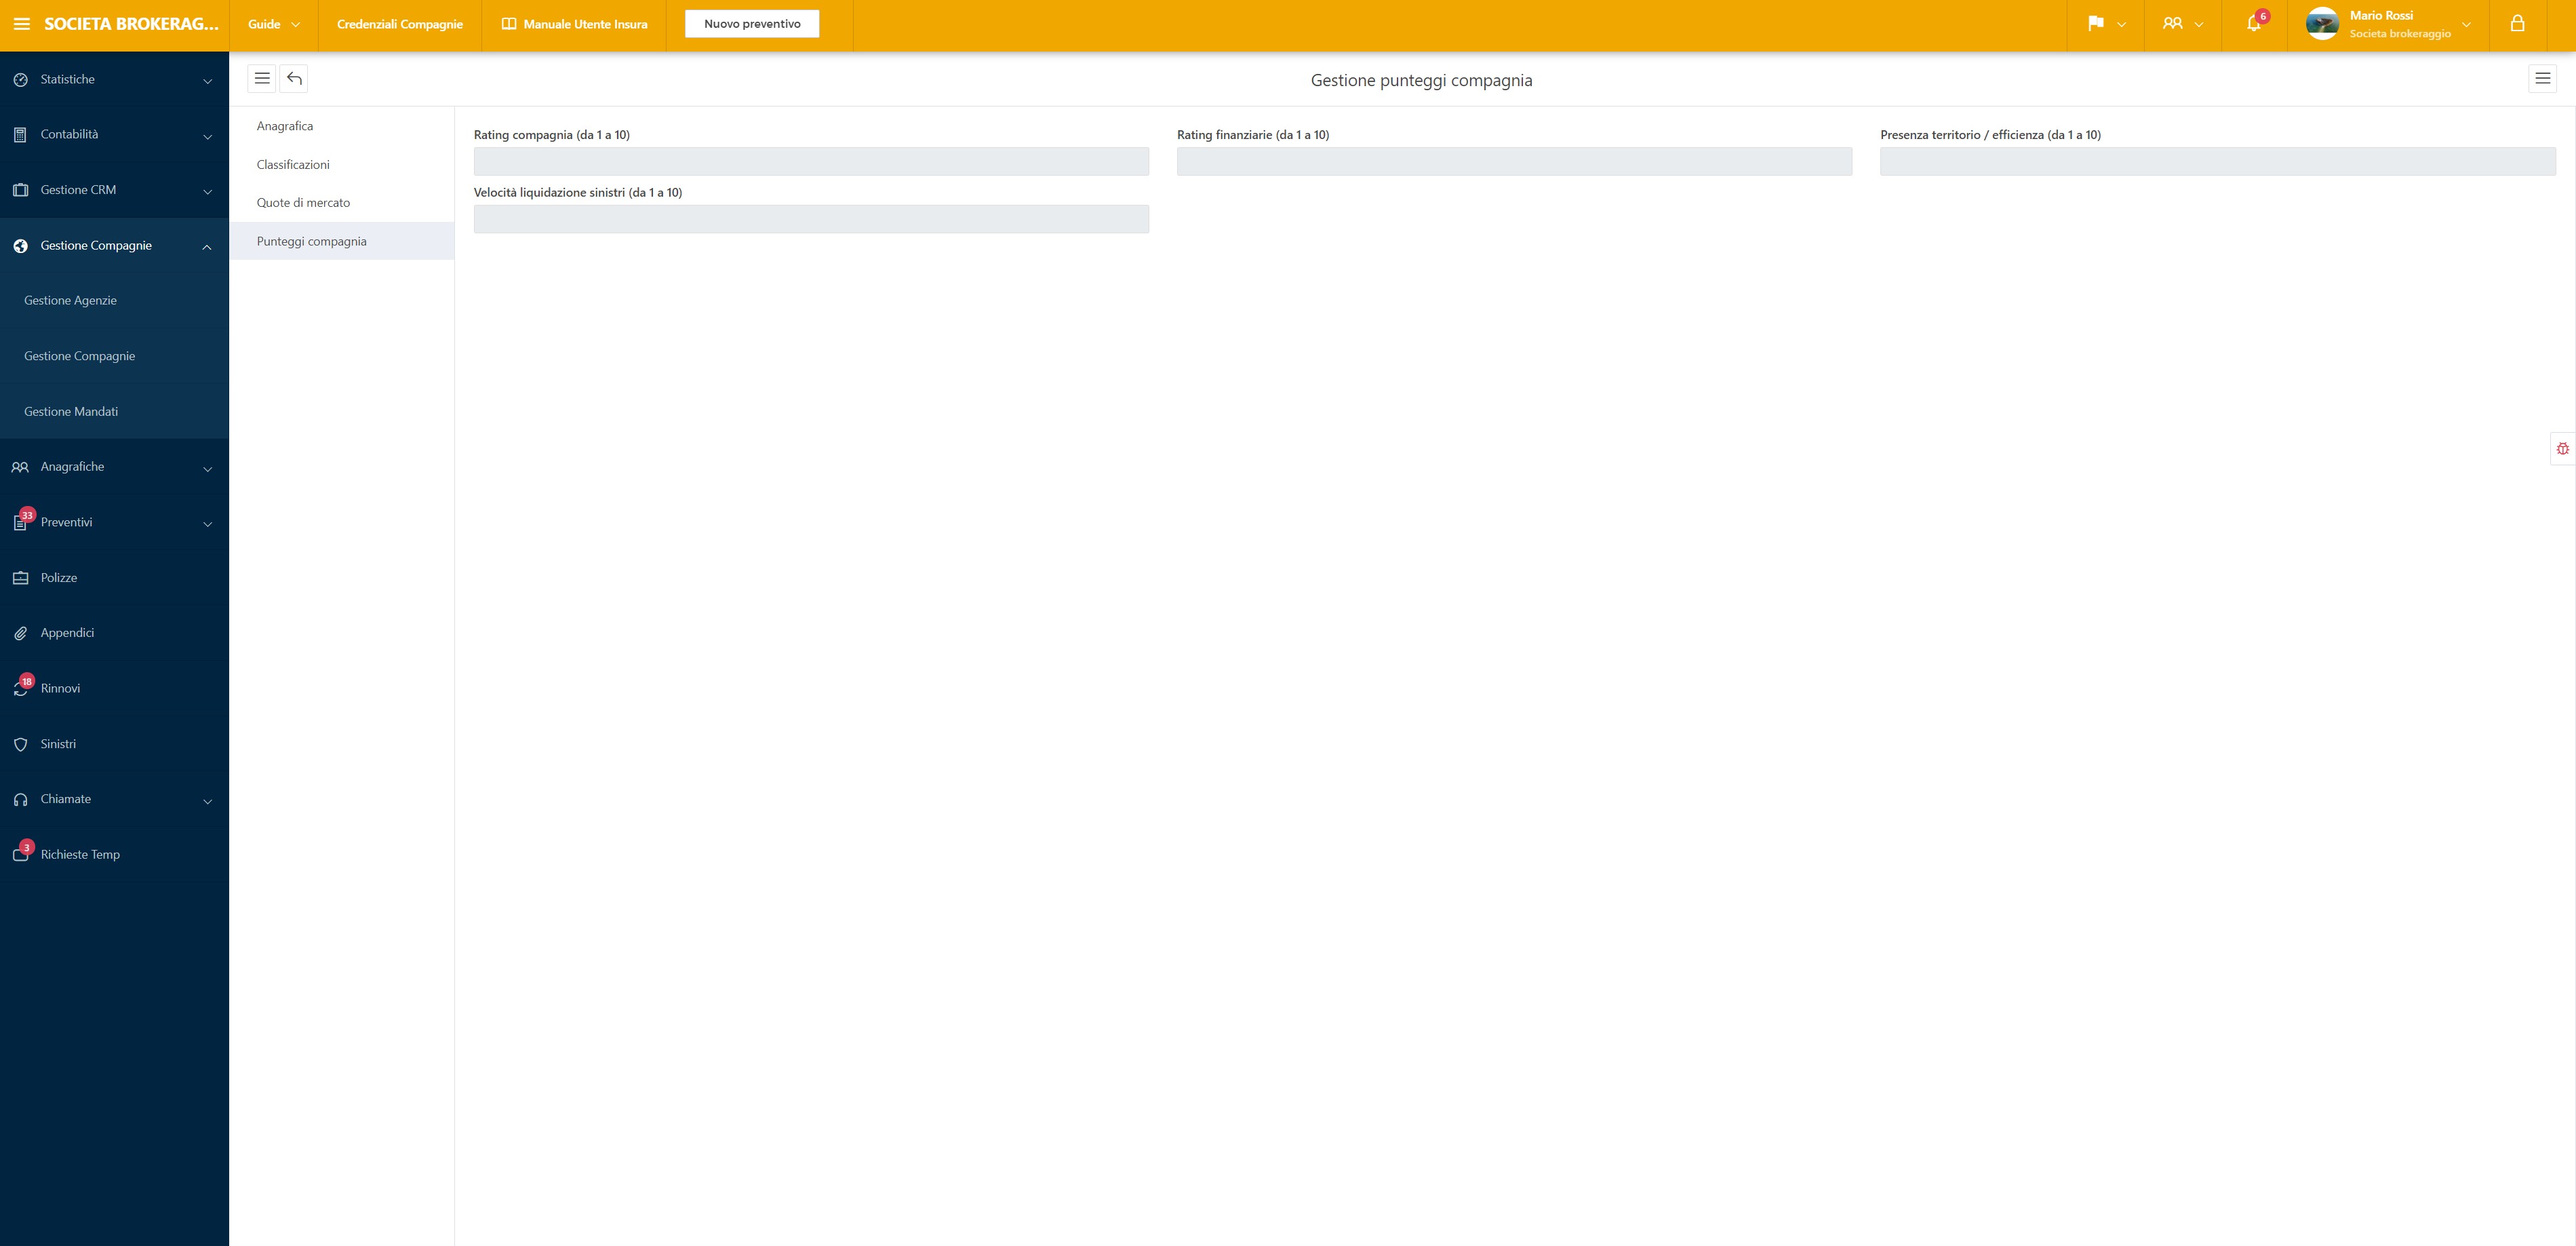 SOCIETA BROKERAG...
Guide
Credenziali Compagnie
Manuale Utente Insura
Nuovo preventivo
6
Mario Rossi
Societa brokeraggio
Statistiche
Contabilità
Gestione CRM
Gestione Compagnie
Gestione Agenzie
Gestione Compagnie
Gestione Mandati
Anagrafiche
33
Preventivi
Polizze
Appendici
18
Rinnovi
Sinistri
Chiamate
3
Richieste Temp
Gestione punteggi compagnia
Anagrafica
Classificazioni
Quote di mercato
Punteggi compagnia
Rating compagnia (da 1 a 10)
Rating finanziarie (da 1 a 10)
Presenza territorio / efficienza (da 1 a 10)
Velocità liquidazione sinistri (da 1 a 10)